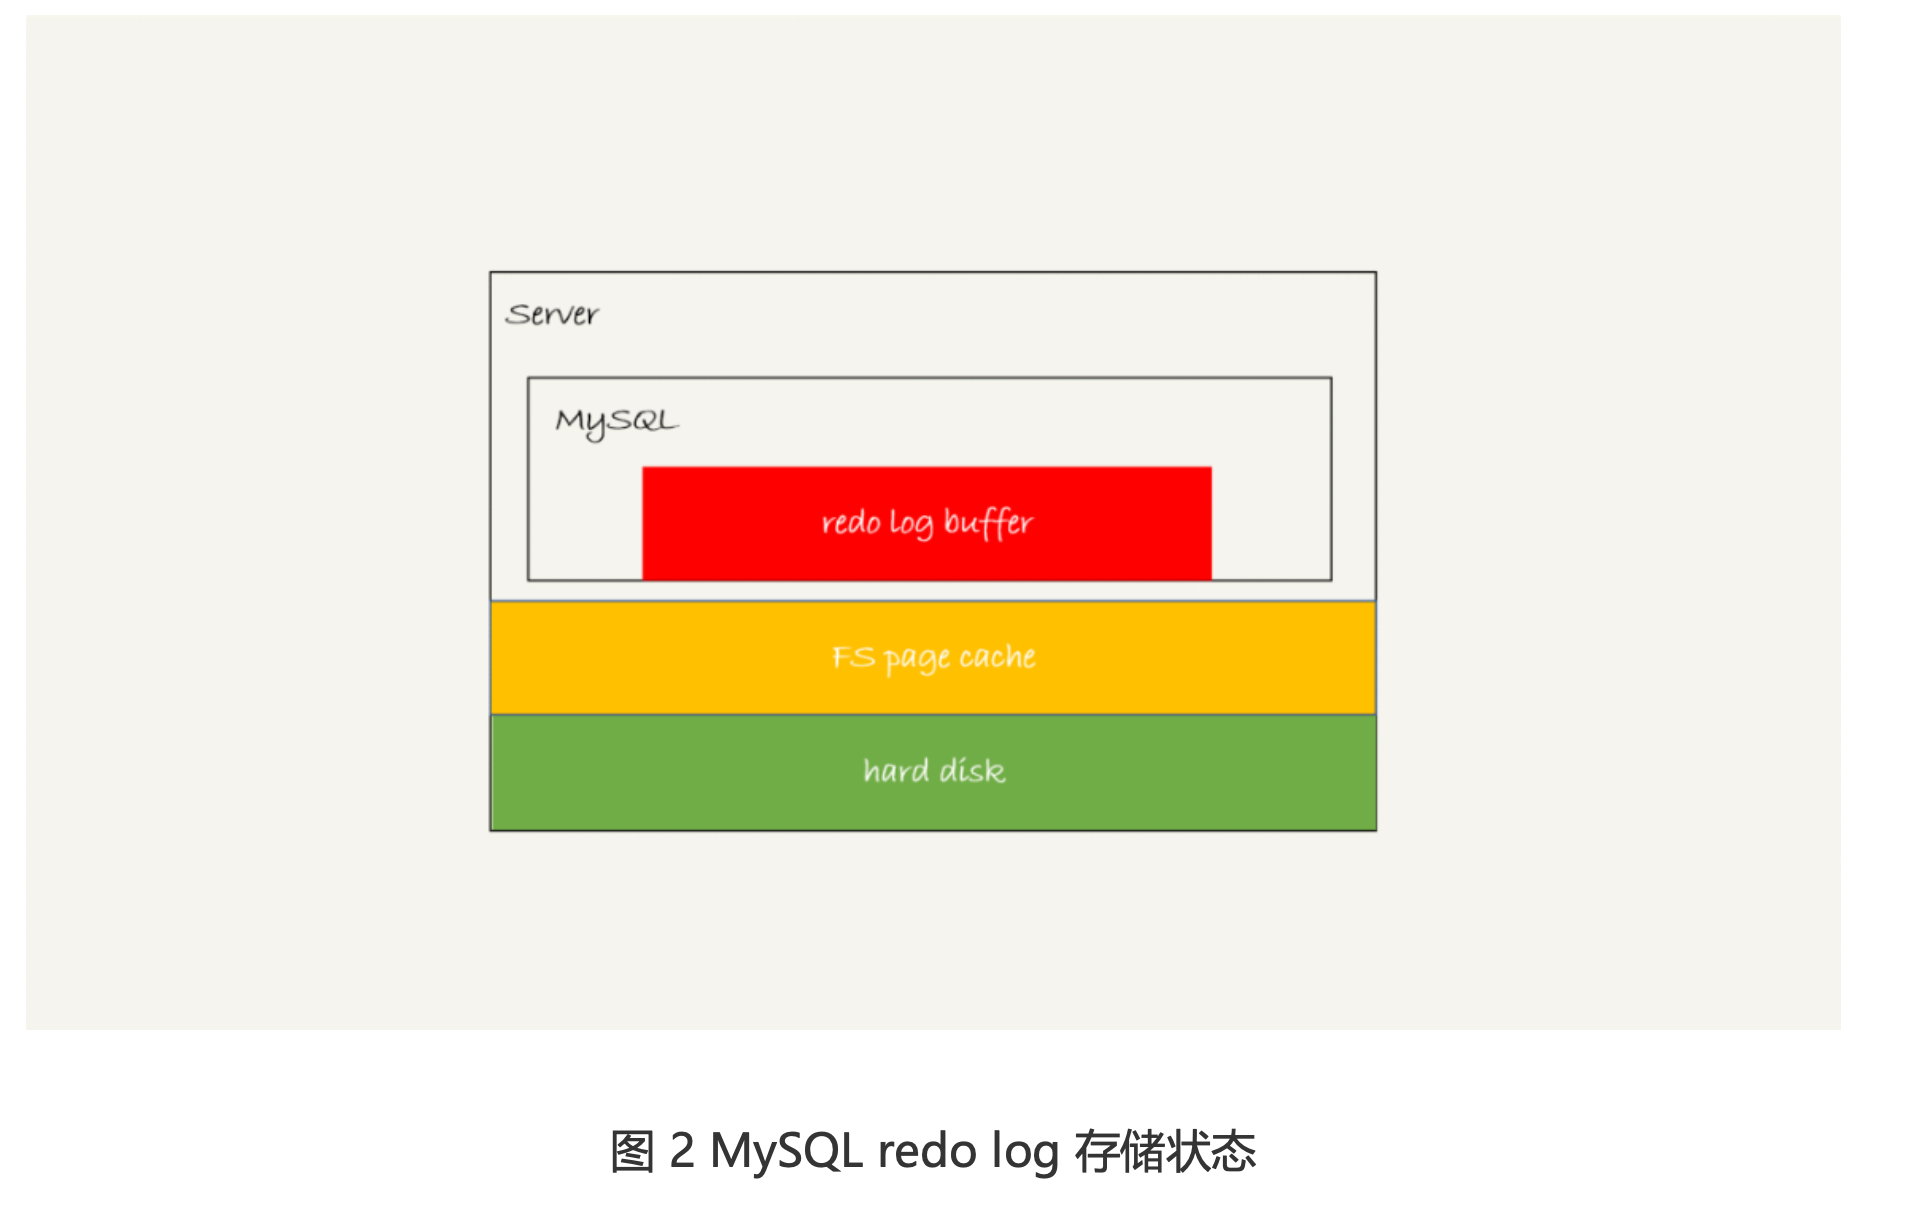 Server
MySQL
redo log buffer
FS page cache
hard disk
图 2 MySQL redo log 存储状态